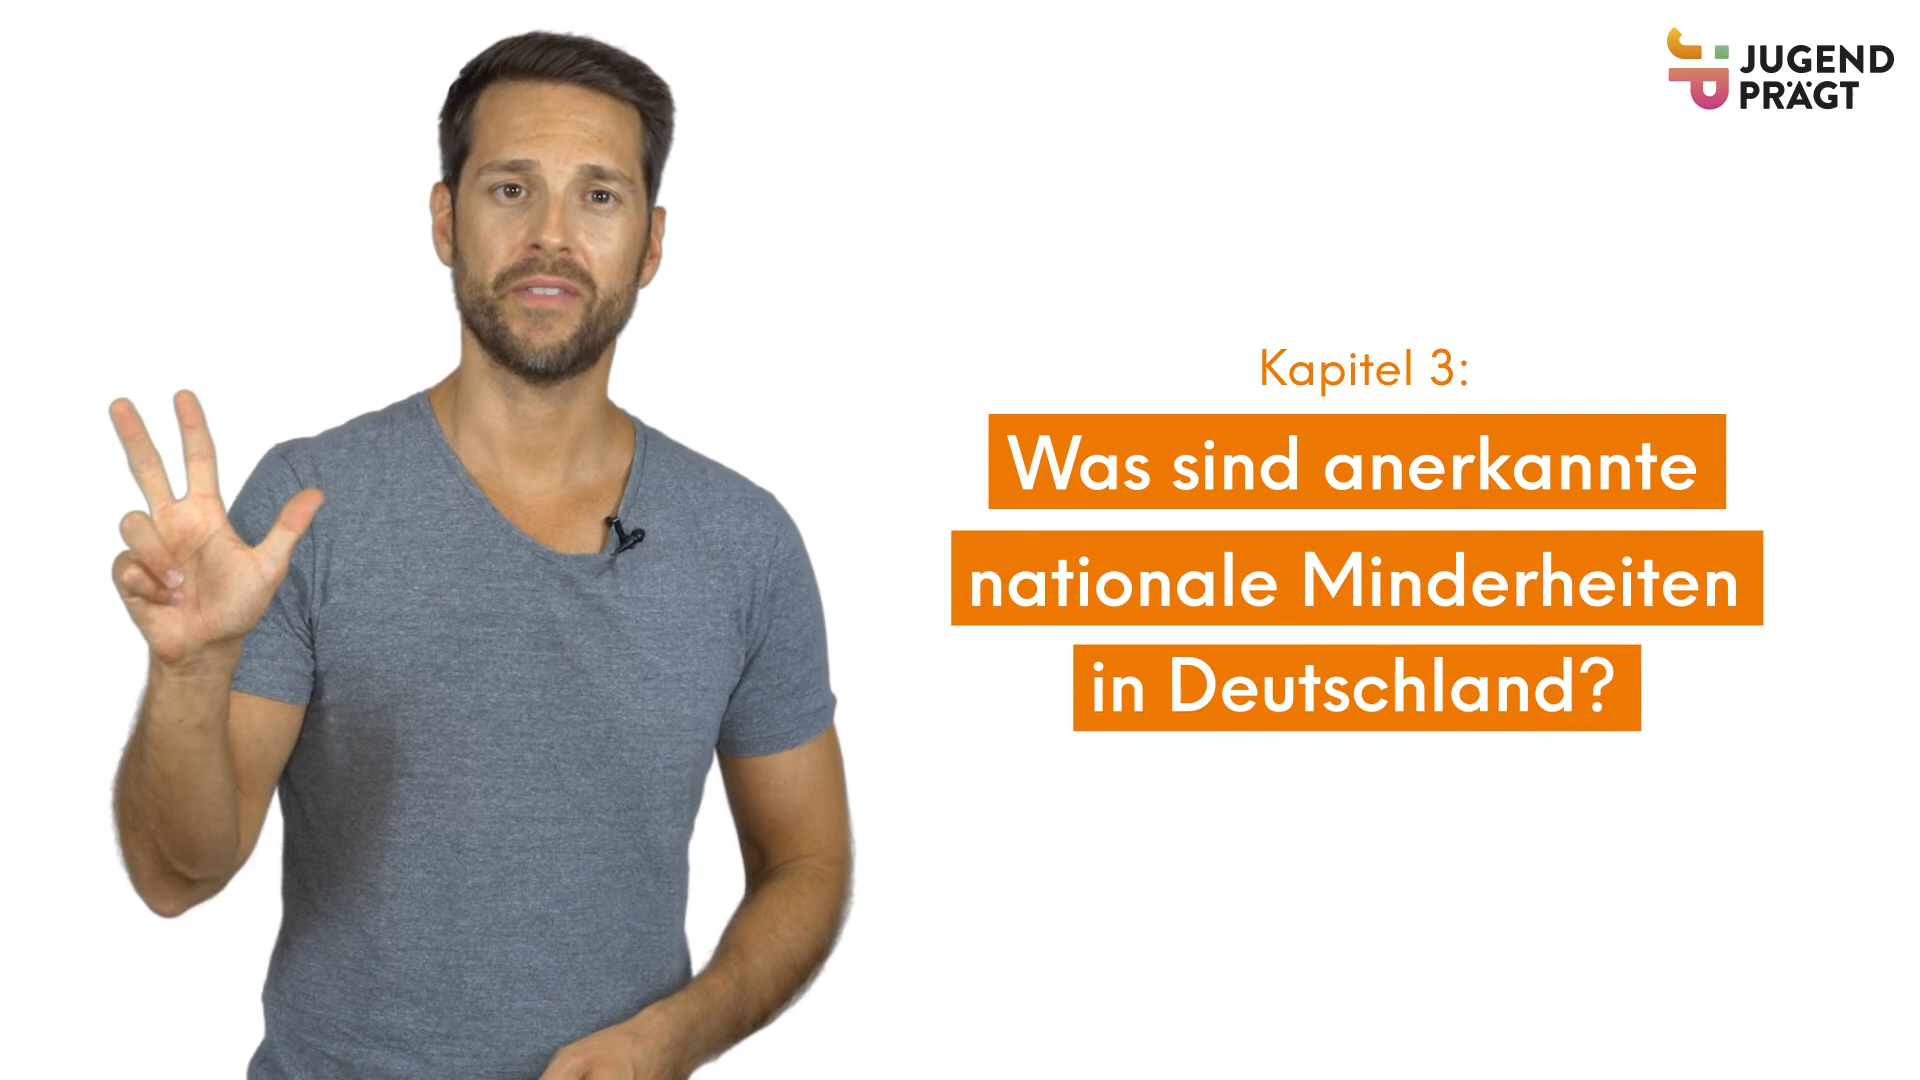 JUGEND
PRÄGT
Kapitel 3:
Was sind anerkannte
nationale Minderheiten
in Deutschland?